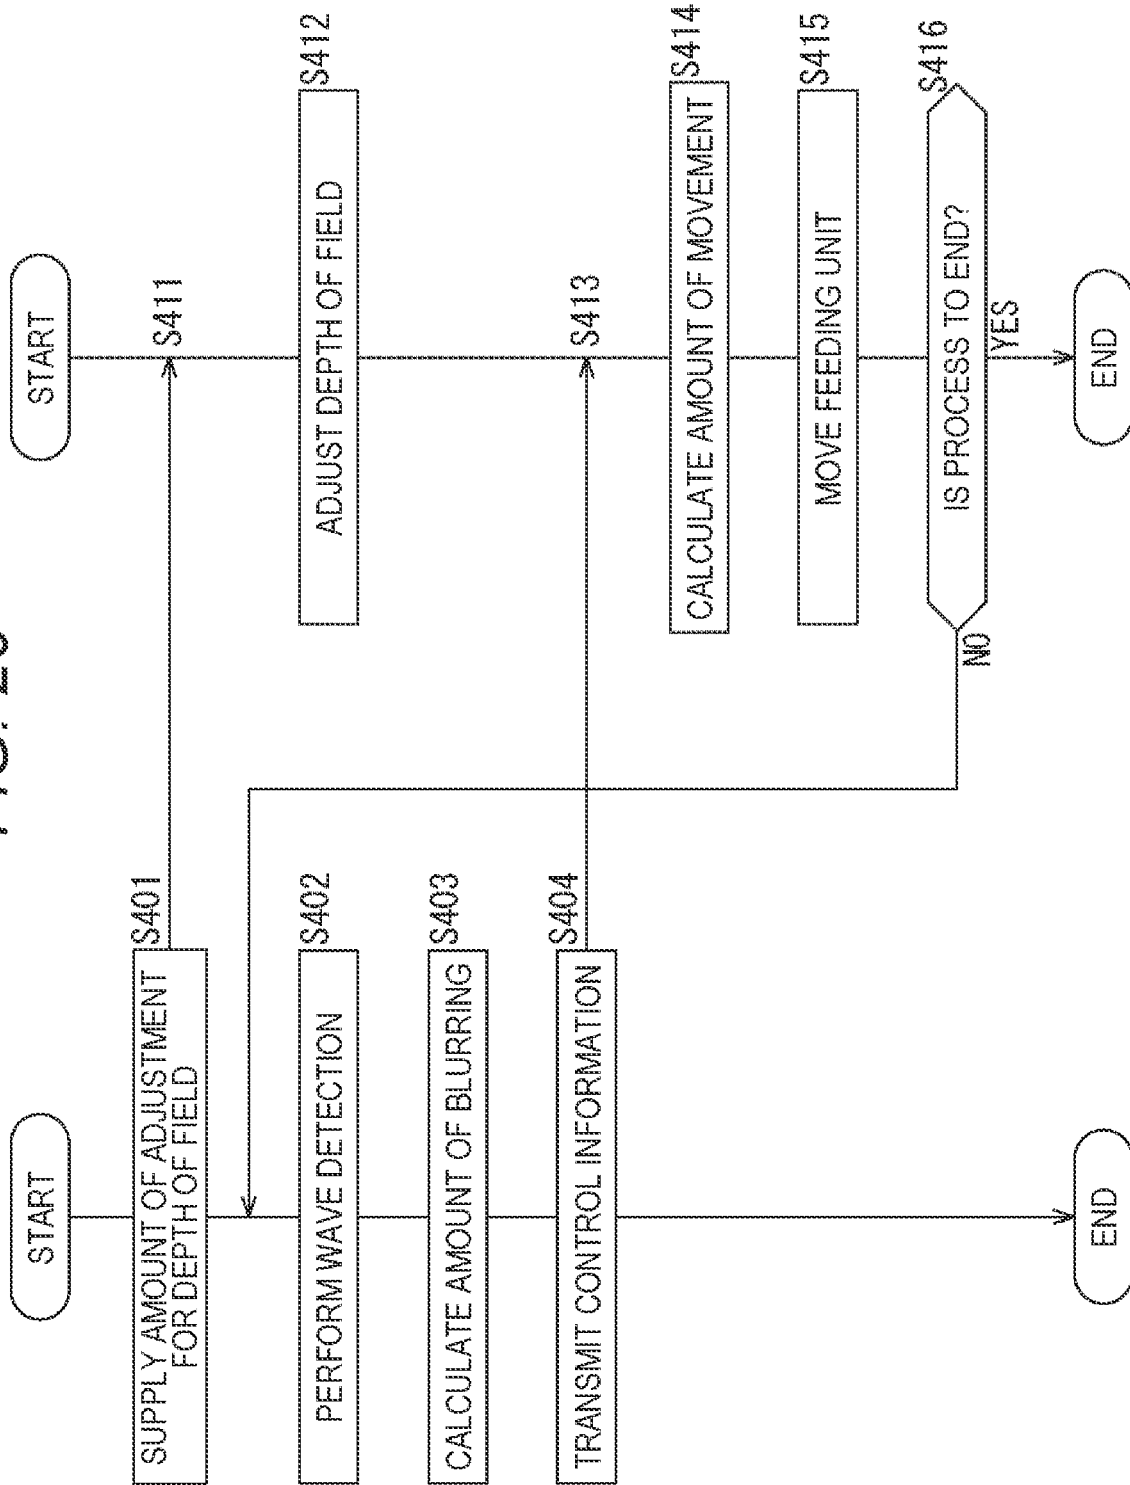 START
S401
SUPPLY AMOUNT OF ADJUSTMENT
FOR DEPTH OF FIELD
S402
PERFORM WAVE DETECTION
S403
CALCULATE AMOUNT OF BLURRING
S404
TRANSMIT CONTROL INFORMATION
END
START
S411
S412
ADJUST DEPTH OF FIELD
S413
S414
CALCULATE AMOUNT OF MOVEMENT
S415
MOVE FEEDING UNIT
S416
IS PROCESS TO END?
NO
YES
END